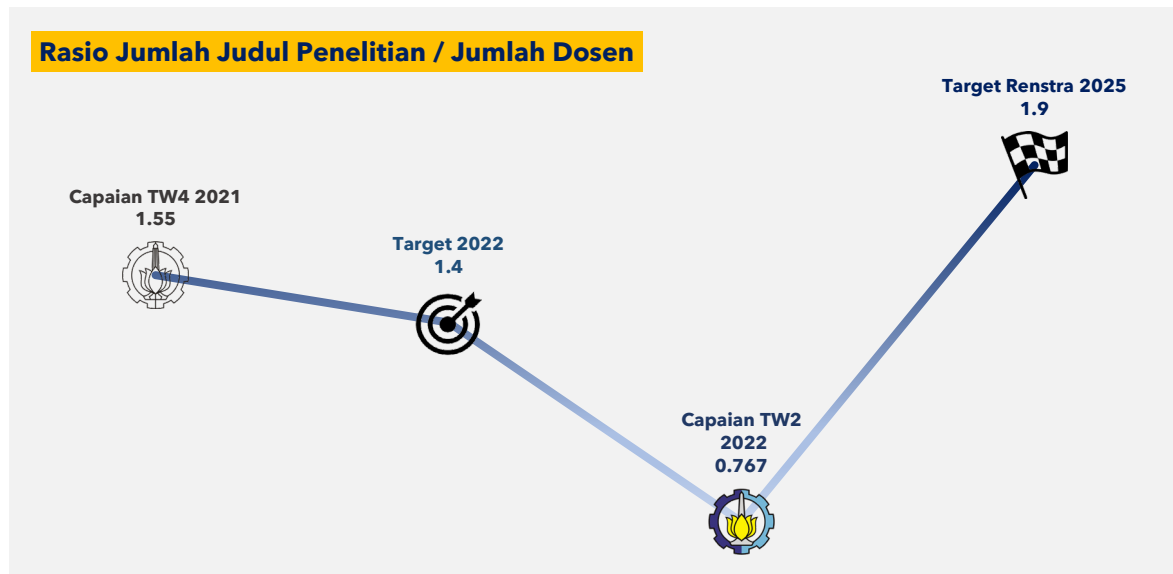 Rasio Jumlah Judul Penelitian / Jumlah Dosen
Target Renstra 2025
1.9
Capaian TW4 2021
1.55
Target 2022
1.4
Capaian TW2
2022
0.767